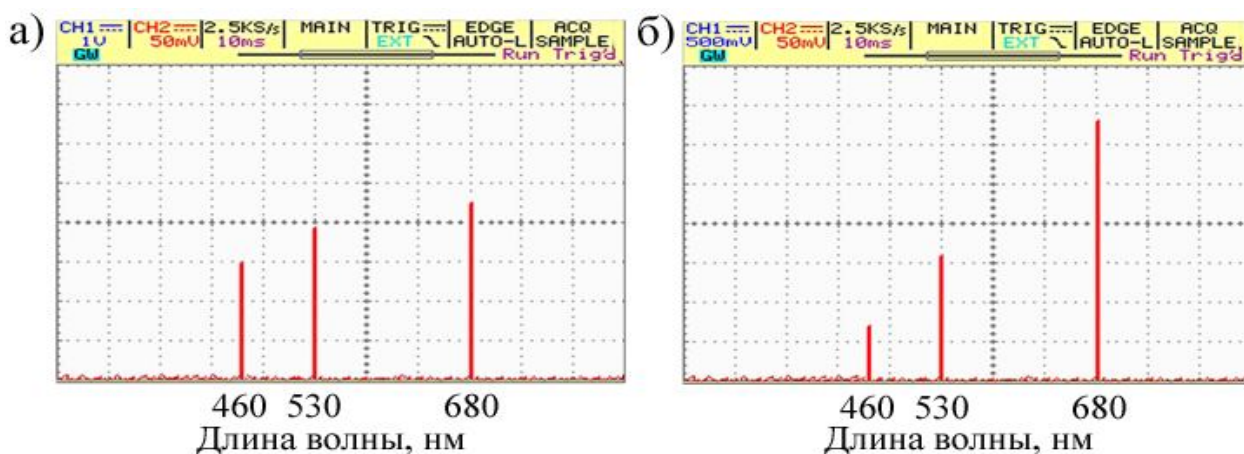 а)
CH1 CH2 2.5KS/s MAIN TRIG EDGE ACQ
1V 50mV 10ms EXT AUTO-L SAMPLE
GW Run Trig'd
460 530 680
Длина волны, нм
б)
CH1 CH2 2.5KS/s MAIN TRIG EDGE ACQ
500mV 50mV 10ms EXT AUTO-L SAMPLE
GW Run Trig'd
460 530 680
Длина волны, нм